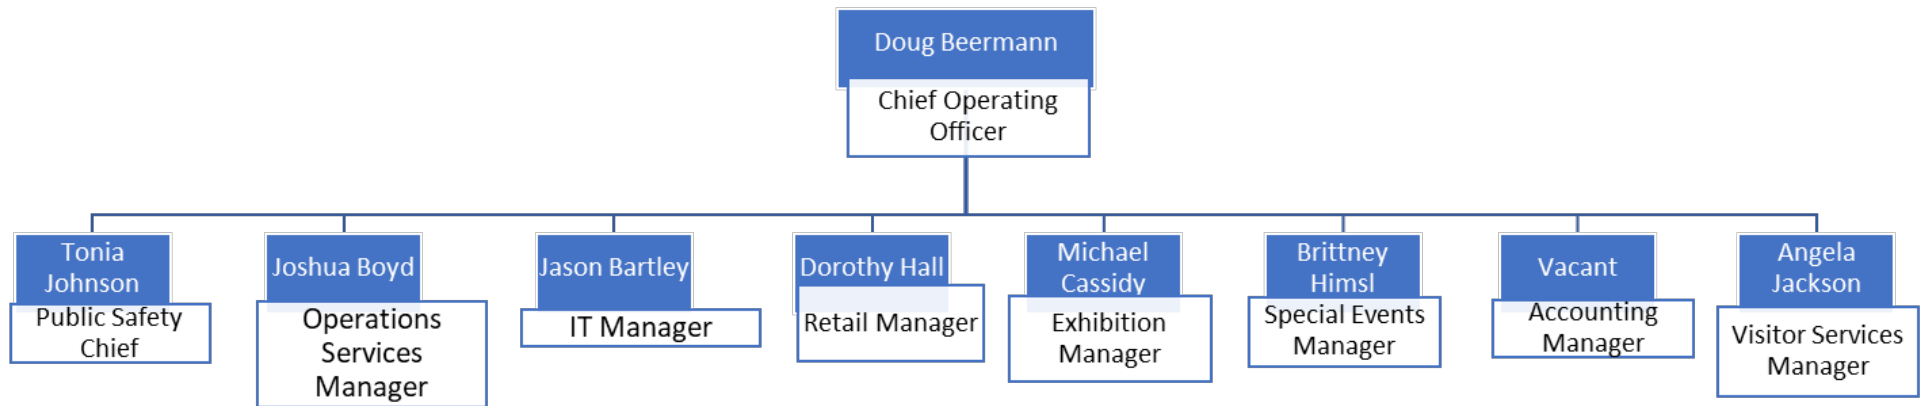 Doug Beermann
Chief Operating
Officer
Tonia
Johnson
Public Safety
Chief
Joshua Boyd
Operations
Services
Manager
Jason Bartley
IT Manager
Dorothy Hall
Retail Manager
Michael
Cassidy
Exhibition
Manager
Brittney
Himsl
Special Events
Manager
Vacant
Accounting
Manager
Angela
Jackson
Visitor Services
Manager